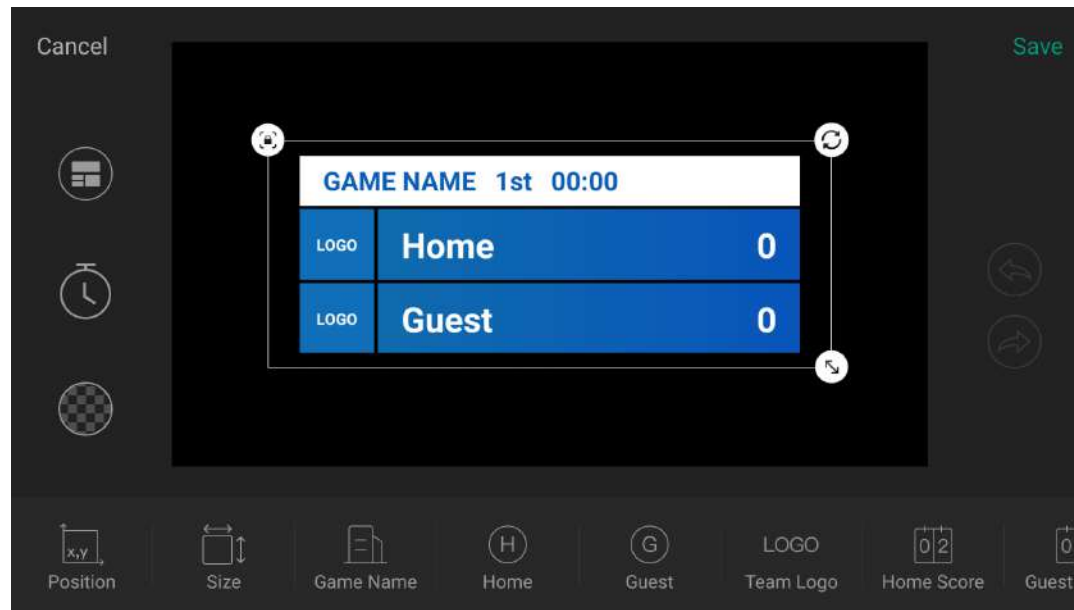 Cancel
Save
GAME NAME 1st 00:00
LOGO Home 0
LOGO Guest 0
x,y
H
G
LOGO
0 2
0
Position
Size
Game Name
Home
Guest
Team Logo
Home Score
Guest